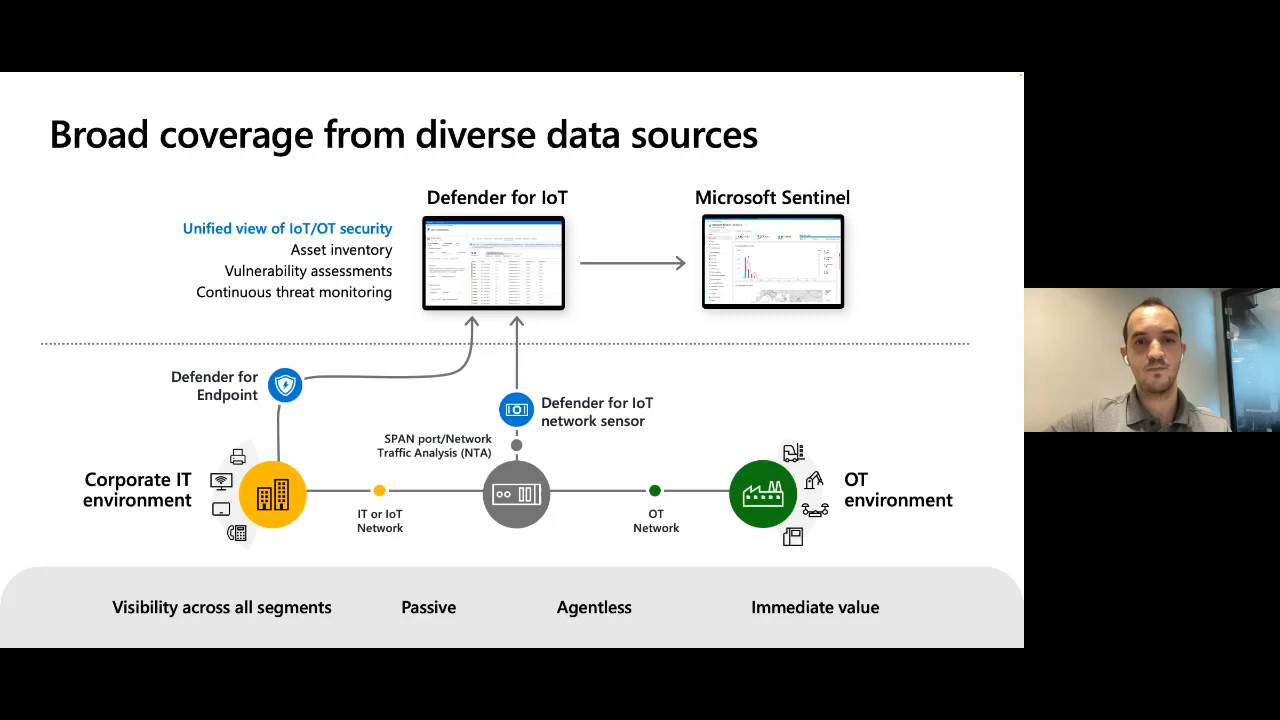 Broad coverage from diverse data sources
Defender for IoT
Microsoft Sentinel
Unified view of IoT/OT security
Asset inventory
Vulnerability assessments
Continuous threat monitoring
Defender for
Endpoint
Defender for IoT
network sensor
SPAN port/Network
Traffic Analysis (NTA)
Corporate IT
environment
IT or IoT
Network
OT
Network
OT
environment
Visibility across all segments
Passive
Agentless
Immediate value